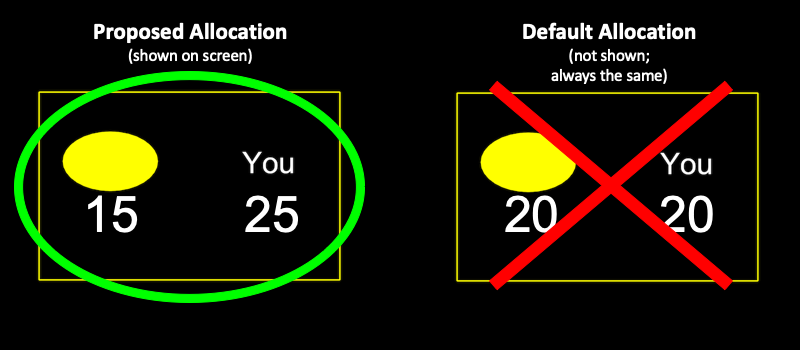 Proposed Allocation
(shown on screen)
You
15 25
Default Allocation
(not shown;
always the same)
You
20 20